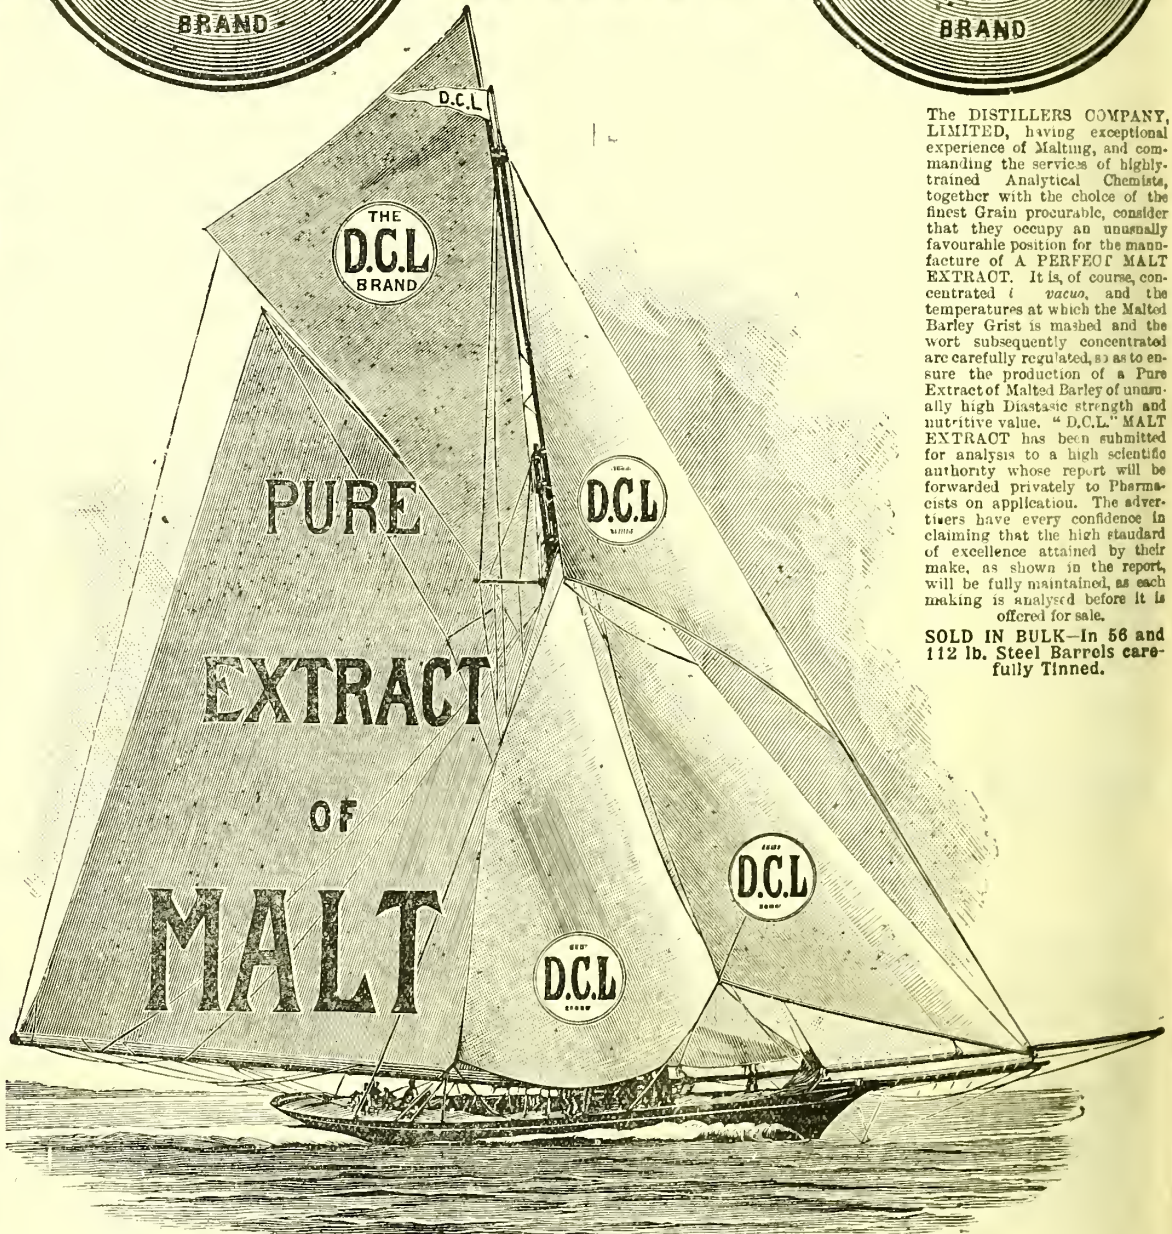 BRAND
BRAND
D.C.L
THE
D.C.L
BRAND
PURE
EXTRACT
OF
MALT
D.C.L
D.C.L
D.C.L
The DISTILLERS COMPANY,
LIMITED, having exceptional
experience of Malting, and com-
manding the services of highly-
trained Analytical Chemists,
together with the choice of the
finest Grain procurable, consider
that they occupy an unusually
favourable position for the manu-
facture of A PERFECT MALT
EXTRACT. It is, of course, con-
centrated i vacuo, and the
temperatures at which the Malted
Barley Grist is mashed and the
wort subsequently concentrated
are carefully regulated, so as to en-
sure the production of a Pure
Extract of Malted Barley of unusu-
ally high Diastasic strength and
nutritive value. "D.C.L." MALT
EXTRACT has been submitted
for analysis to a high scientific
authority whose report will be
forwarded privately to Pharma-
cists on application. The adver-
tisers have every confidence in
claiming that the high standard
of excellence attained by their
make, as shown in the report,
will be fully maintained, as each
making is analysed before it is
offered for sale.
SOLD IN BULK—In 56 and
112 lb. Steel Barrels care-
fully Tinned.